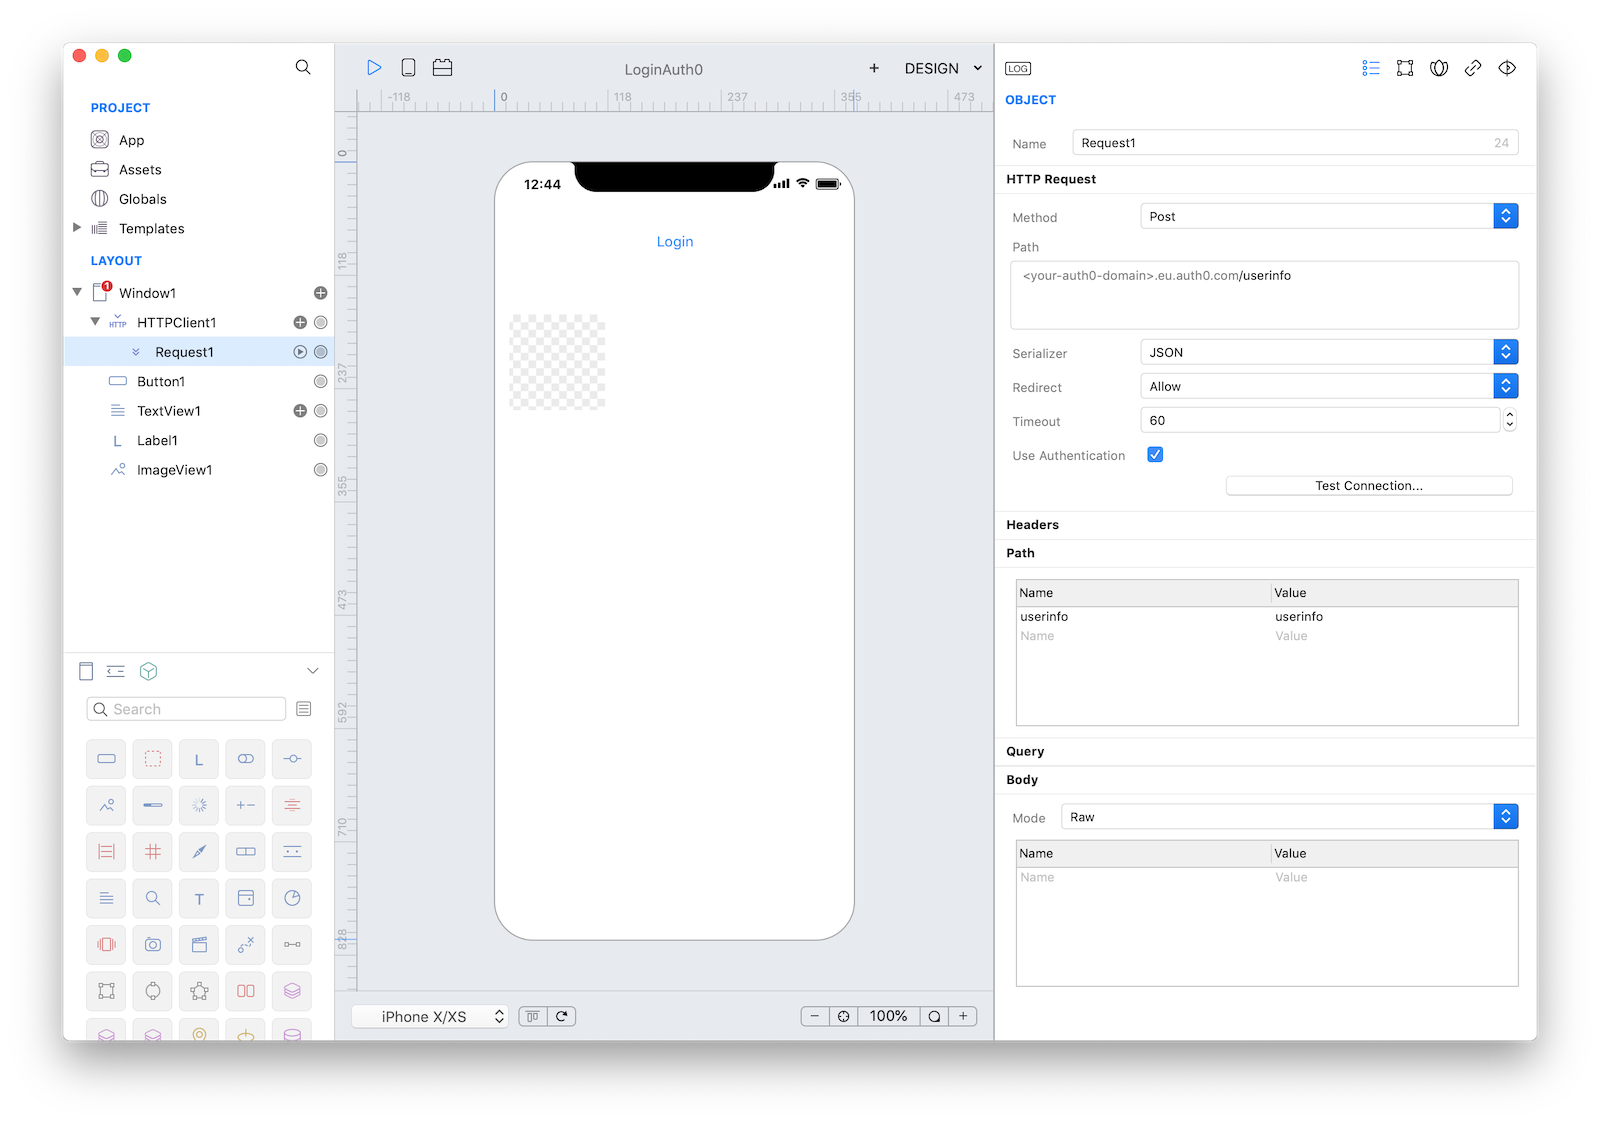 LoginAuth0
DESIGN
LOG
PROJECT
App
Assets
Globals
Templates
LAYOUT
1
Window1
HTTP
HTTPClient1
Request1
Button1
TextView1
L
Label1
ImageView1
Search
L
T
-118
0
118
237
355
473
0
118
237
355
473
592
710
828
12:44
Login
iPhone X/XS
100%
OBJECT
Name
Request1
24
HTTP Request
Method
Post
Path
<your-auth0-domain>.eu.auth0.com/userinfo
Serializer
JSON
Redirect
Allow
Timeout
60
Use Authentication
Test Connection...
Headers
Path
Name Value
userinfo userinfo
Name Value
Query
Body
Mode
Raw
Name Value
Name Value